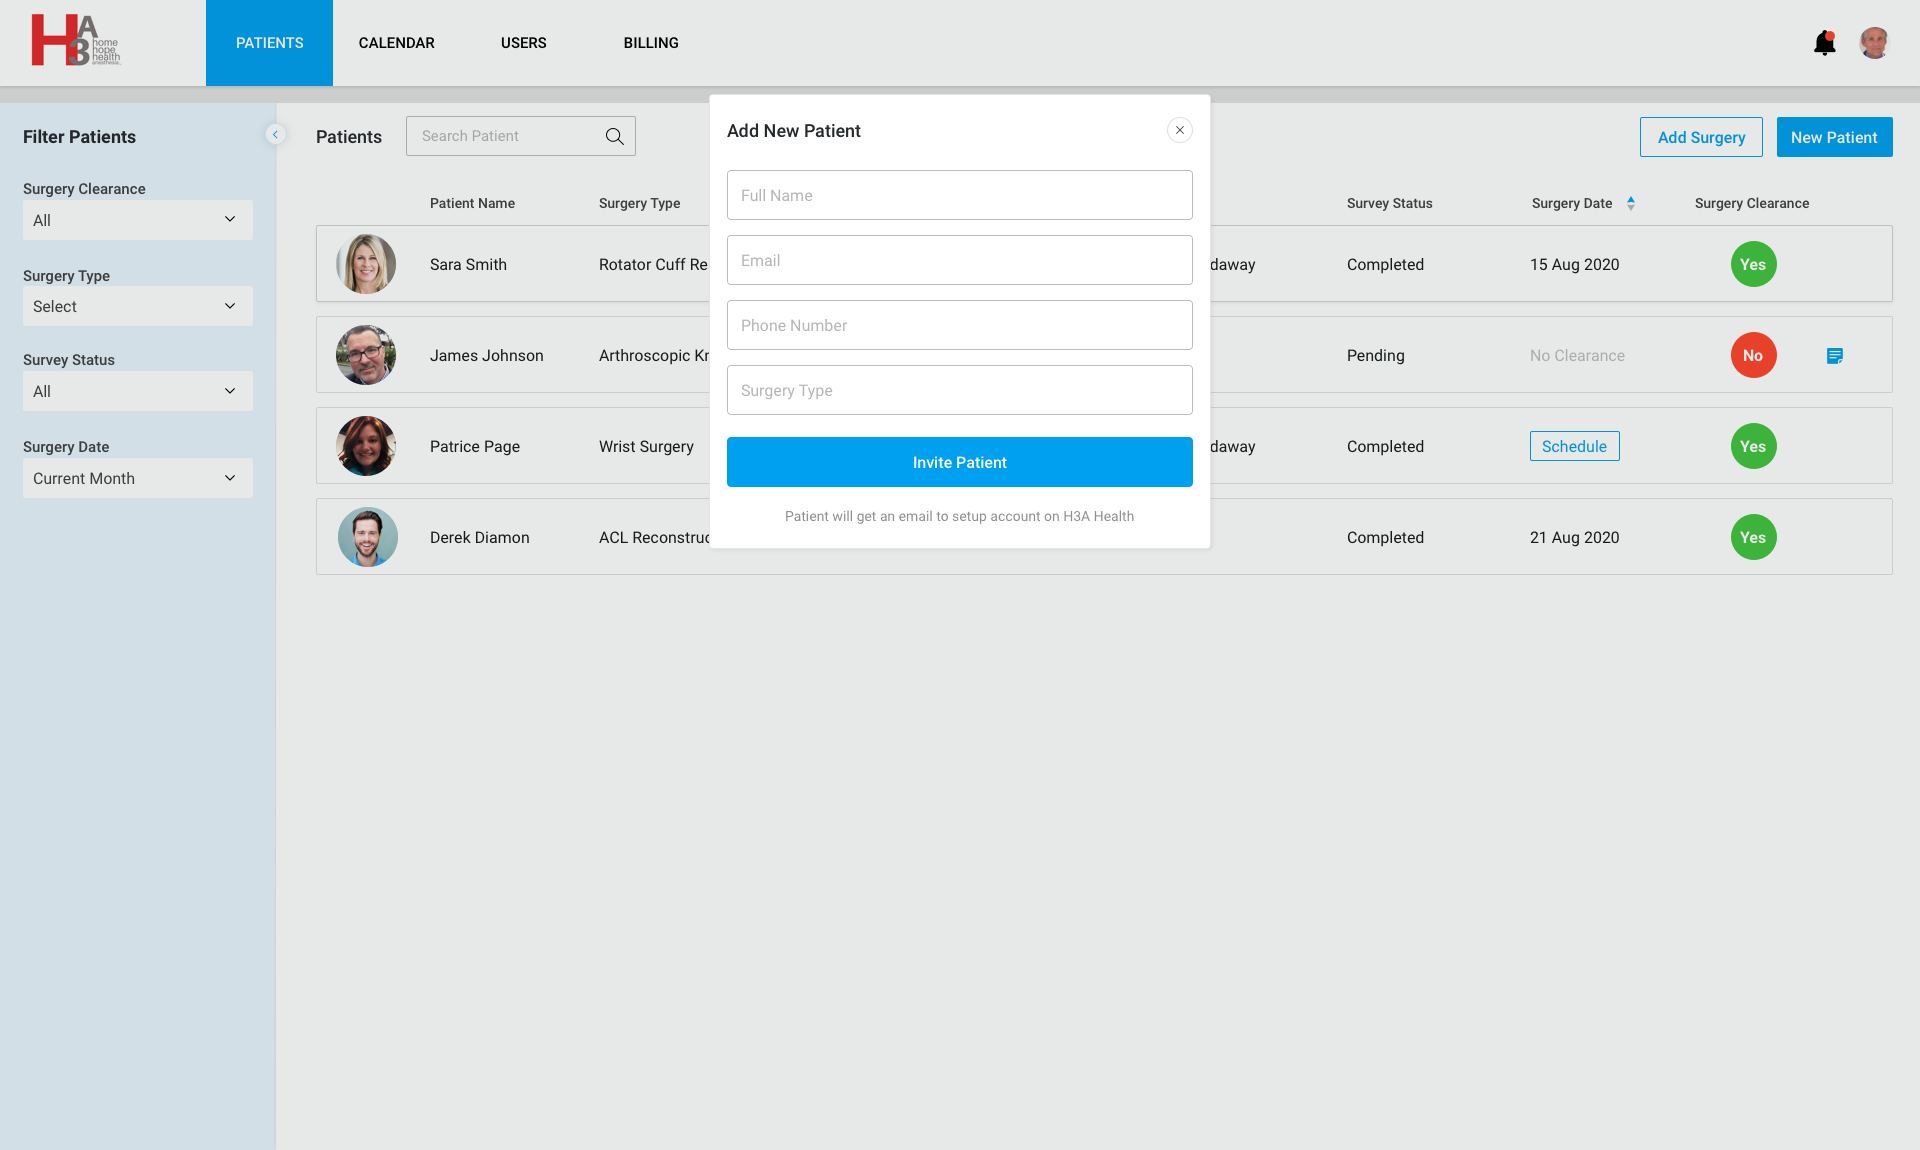 HA3 home hope health anesthesia
PATIENTS
CALENDAR
USERS
BILLING
Filter Patients
Surgery Clearance
All
Surgery Type
Select
Survey Status
All
Surgery Date
Current Month
Patients
Search Patient
Add Surgery
New Patient
Patient Name
Surgery Type
Survey Status
Surgery Date
Surgery Clearance
Sara Smith
Rotator Cuff Re
daway
Completed
15 Aug 2020
Yes
James Johnson
Arthroscopic Kr
Pending
No Clearance
No
Patrice Page
Wrist Surgery
daway
Completed
Schedule
Yes
Derek Diamon
ACL Reconstruc
Completed
21 Aug 2020
Yes
Add New Patient
Full Name
Email
Phone Number
Surgery Type
Invite Patient
Patient will get an email to setup account on H3A Health